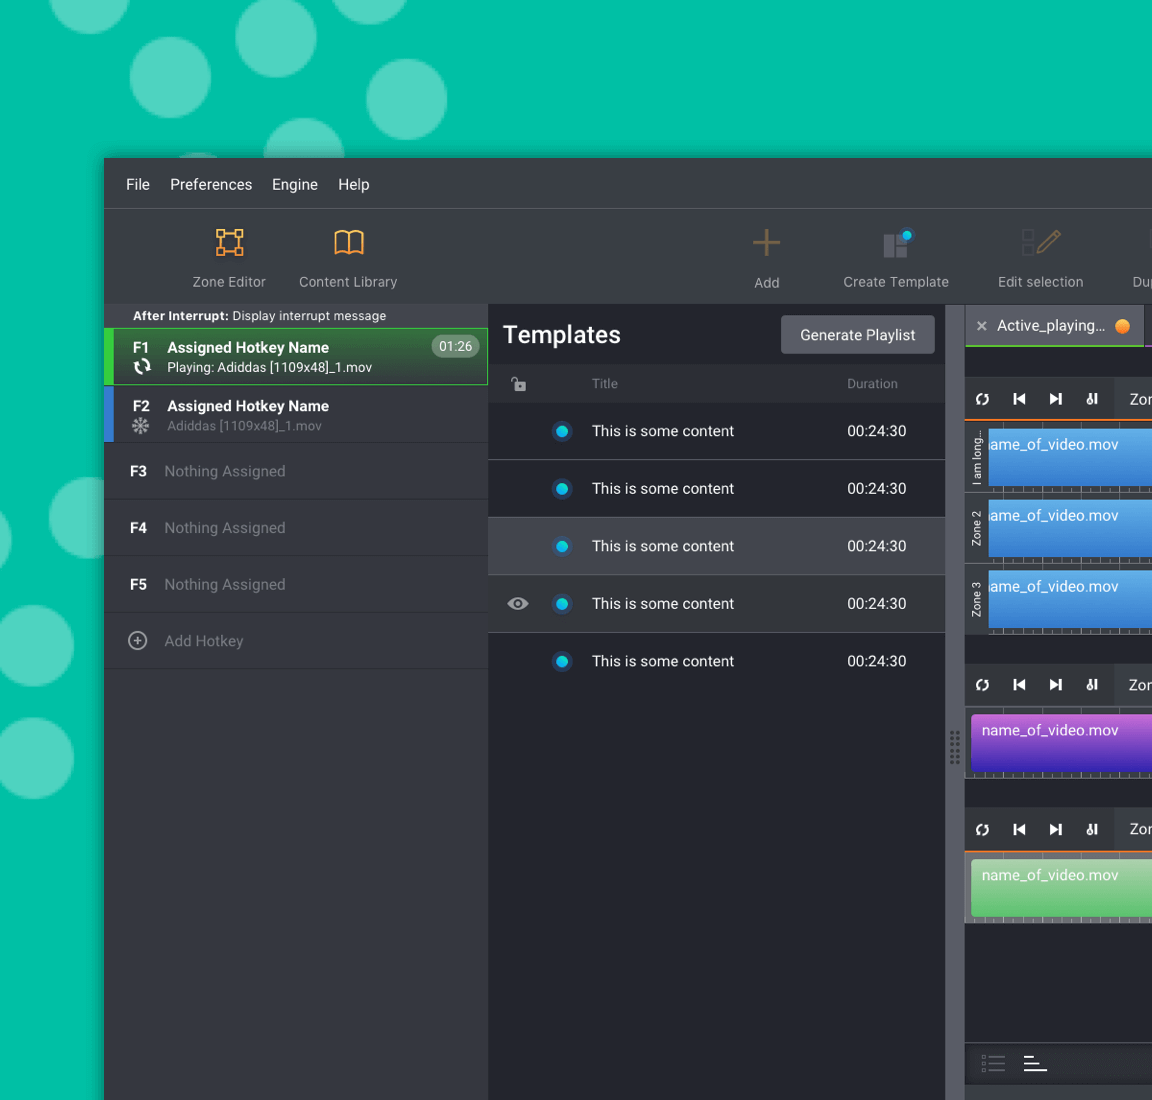 File Preferences Engine Help
Zone Editor Content Library Add Create Template Edit selection
After Interrupt: Display interrupt message
F1 Assigned Hotkey Name 01:26
Playing: Adiddas [1109x48]_1.mov
F2 Assigned Hotkey Name
Adiddas [1109x48]_1.mov
F3 Nothing Assigned
F4 Nothing Assigned
F5 Nothing Assigned
Add Hotkey
Templates Generate Playlist
Title Duration
This is some content 00:24:30
This is some content 00:24:30
This is some content 00:24:30
This is some content 00:24:30
This is some content 00:24:30
Active_playing...
I am long...
ame_of_video.mov
Zone 2
ame_of_video.mov
Zone 3
ame_of_video.mov
name_of_video.mov
name_of_video.mov